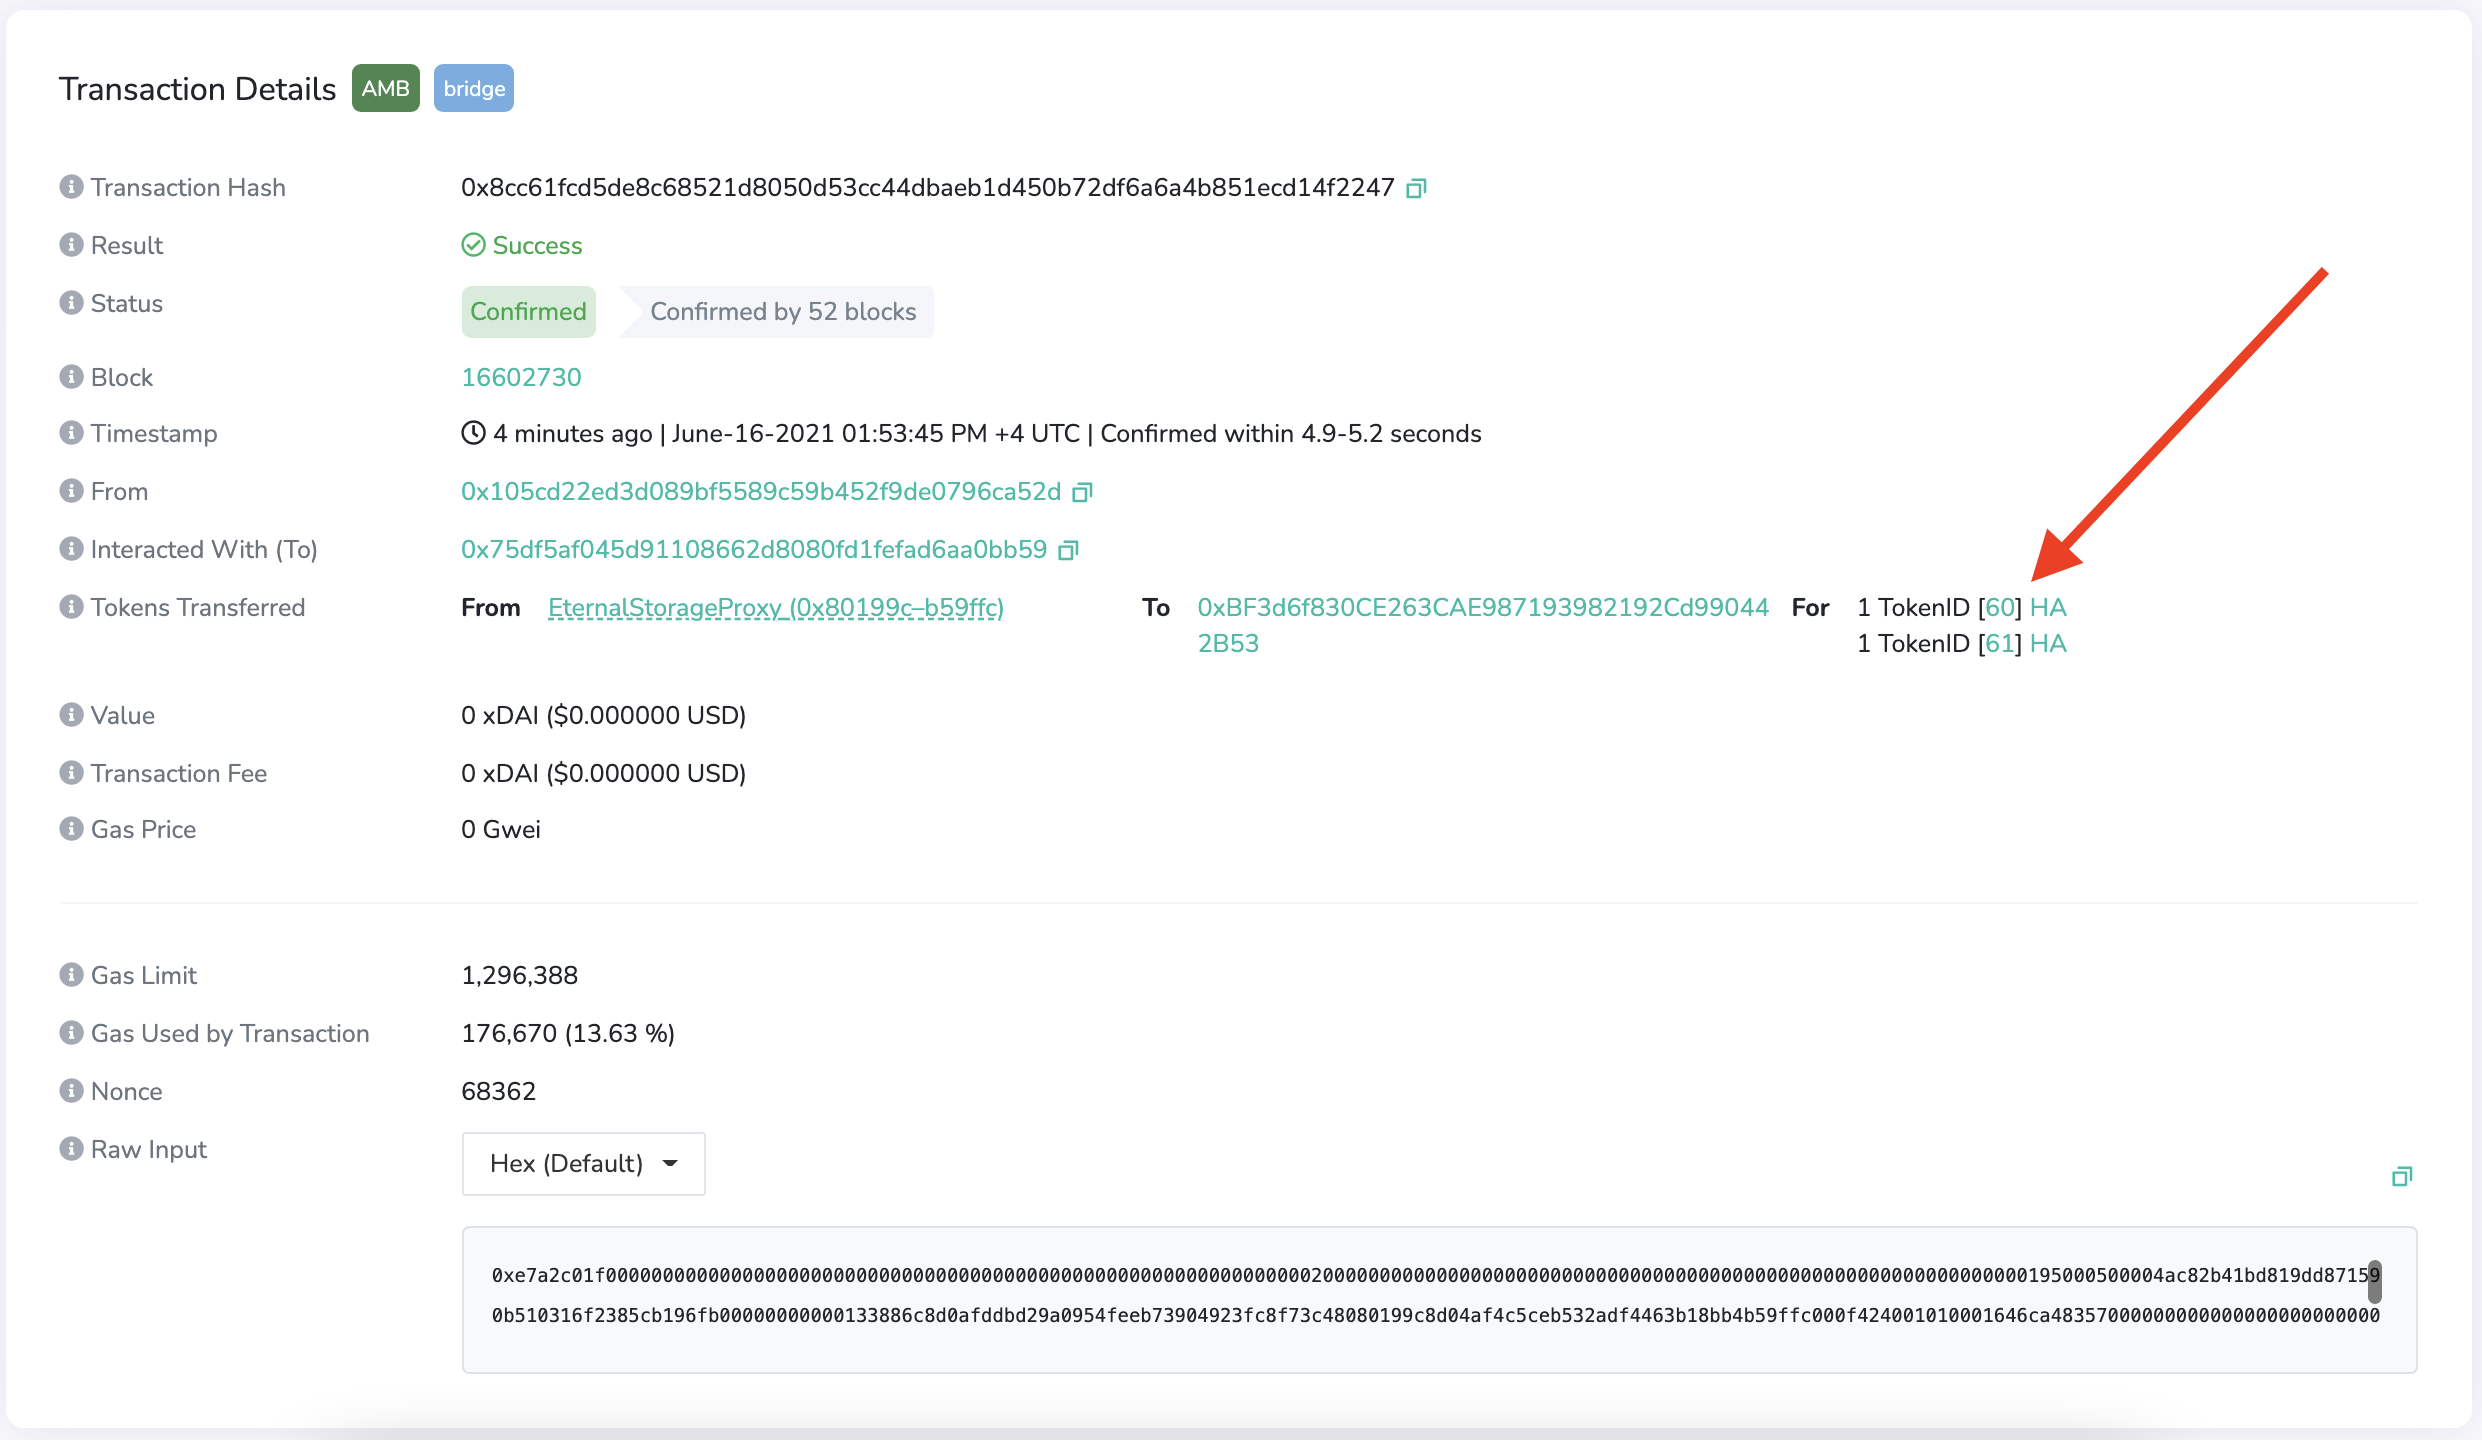 Transaction Details AMB bridge
Transaction Hash 0x8cc61fcd5de8c68521d8050d53cc44dbaeb1d450b72df6a6a4b851ecd14f2247
Result Success
Status Confirmed Confirmed by 52 blocks
Block 16602730
Timestamp 4 minutes ago | June-16-2021 01:53:45 PM +4 UTC | Confirmed within 4.9-5.2 seconds
From 0x105cd22ed3d089bf5589c59b452f9de0796ca52d
Interacted With (To) 0x75df5af045d91108662d8080fd1fefad6aa0bb59
Tokens Transferred From EternalStorageProxy (0x80199c–b59ffc) To 0xBF3d6f830CE263CAE987193982192Cd99044 For 1 TokenID [60] HA
2B53 1 TokenID [61] HA
Value 0 xDAI ($0.000000 USD)
Transaction Fee 0 xDAI ($0.000000 USD)
Gas Price 0 Gwei
Gas Limit 1,296,388
Gas Used by Transaction 176,670 (13.63 %)
Nonce 68362
Raw Input Hex (Default)